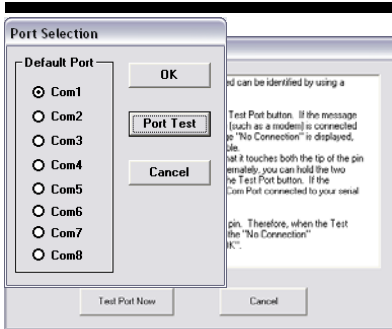 Port Selection
Default Port
Com1
Com2
Com3
Com4
Com5
Com6
Com7
Com8
OK
Port Test
Cancel
ed can be identified by using a
Test Port button. If the message
(such as a modem) is connected
"No Connection" is displayed,
ble.
hat it touches both the tip of the pin
ernately, you can hold the two
he Test Port button. If the
Com Port connected to your serial
pin. Therefore, when the Test
the "No Connection"
OK".
Test Port Now
Cancel